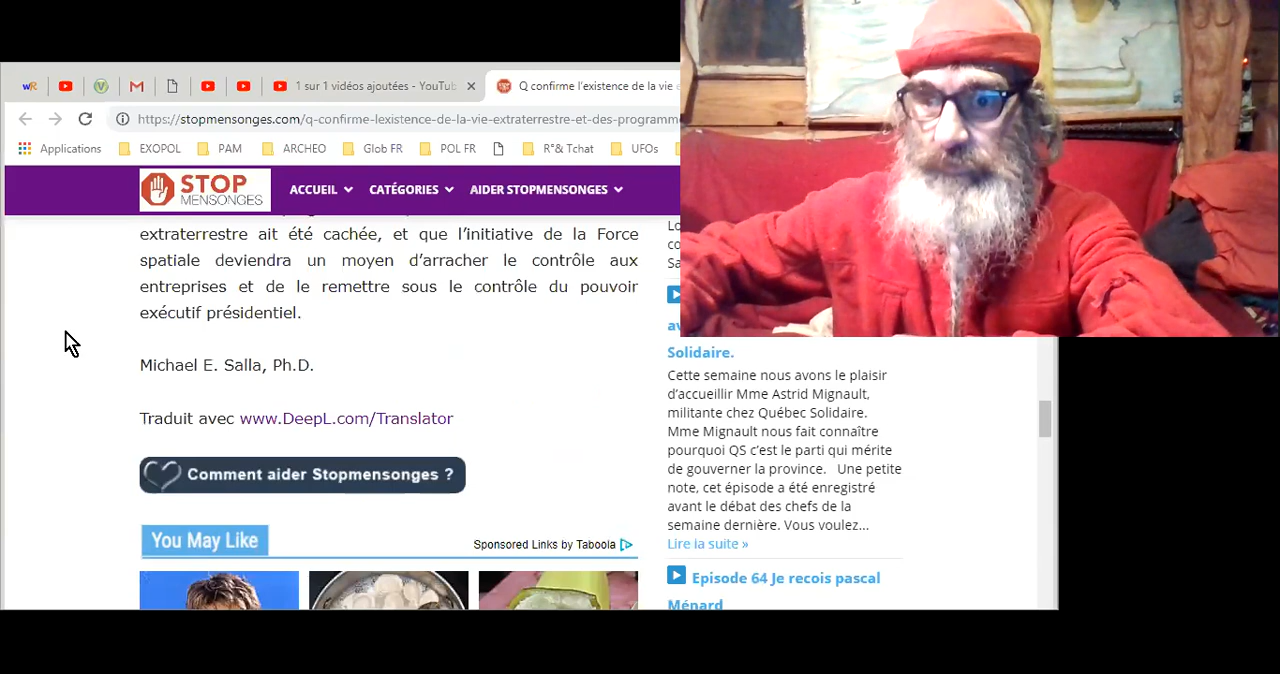 1 sur 1 vidéos ajoutées - YouTu
Q confirme l'existence de la vie e
https://stopmensonges.com/q-confirme-lexistence-de-la-vie-extraterrestre-et-des-programm
Applications EXOPOL PAM ARCHEO Glob FR POL FR R°& Tchat UFOs
STOP
MENSONGES
ACCUEIL CATÉGORIES AIDER STOPMENSONGES
extraterrestre ait été cachée, et que l'initiative de la Force
spatiale deviendra un moyen d'arracher le contrôle aux
entreprises et de le remettre sous le contrôle du pouvoir
exécutif présidentiel.
Michael E. Salla, Ph.D.
Traduit avec www.DeepL.com/Translator
Comment aider Stopmensonges ?
You May Like
Sponsored Links by Taboola
Solidaire.
Cette semaine nous avons le plaisir
d'accueillir Mme Astrid Mignault,
militante chez Québec Solidaire.
Mme Mignault nous fait connaître
pourquoi QS c'est le parti qui mérite
de gouverner la province. Une petite
note, cet épisode a été enregistré
avant le débat des chefs de la
semaine dernière. Vous voulez...
Lire la suite »
Episode 64 Je recois pascal
Ménard